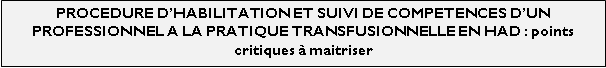 PROCEDURE D'HABILITATION ET SUIVI DE COMPETENCES D'UN
PROFESSIONNEL A LA PRATIQUE TRANSFUSIONNELLE EN HAD : points
critiques à maitriser